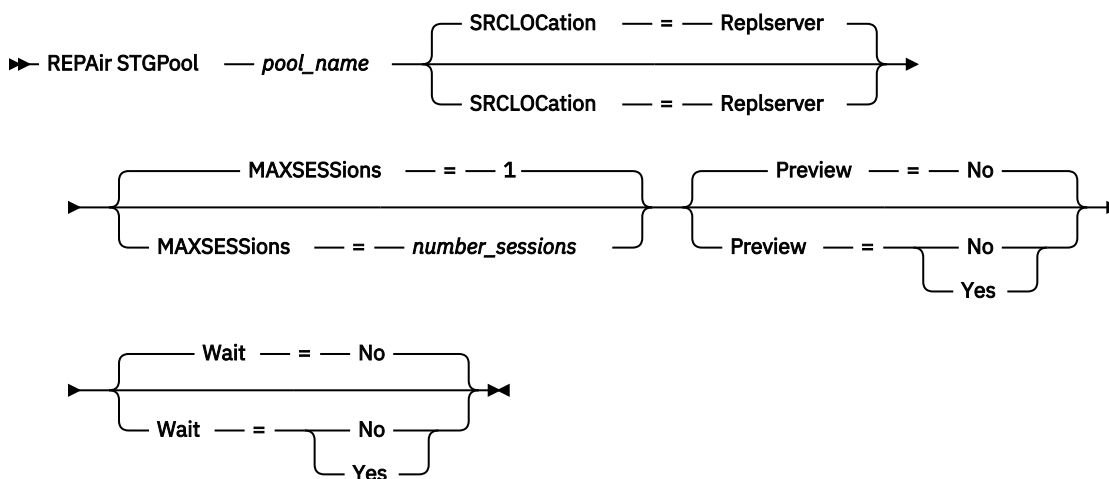 SRCLOCation = Replserver
REPAir STGPool pool_name
SRCLOCation = Replserver
MAXSESSions = 1 Preview = No
MAXSESSions = number_sessions Preview = No
Yes
Wait = No
Wait = No
Yes